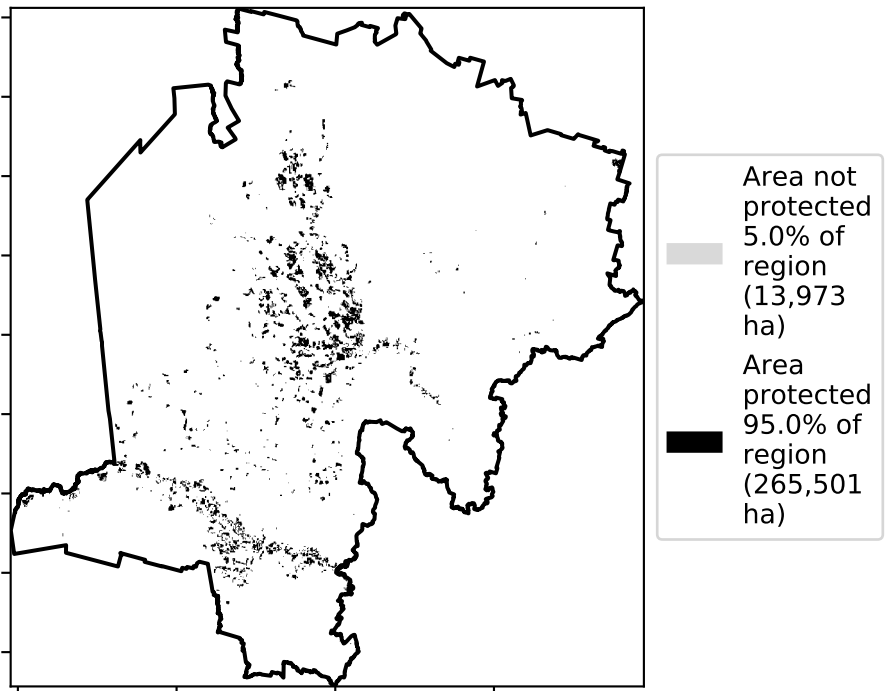 Area not
protected
5.0% of
region
(13,973
ha)
Area
protected
95.0% of
region
(265,501
ha)